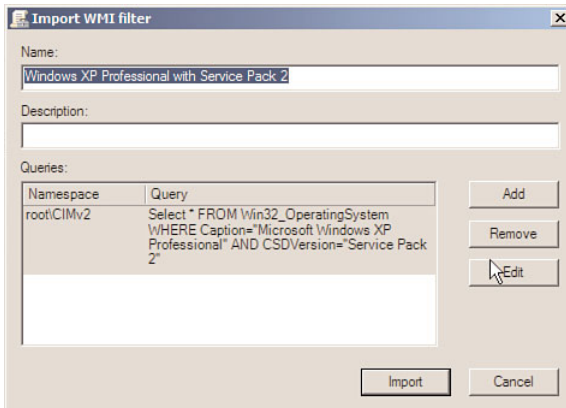 Import WMI filter
Name:
Windows XP Professional with Service Pack 2
Description:
Queries:
Namespace Query
root\CIMv2 Select * FROM Win32_OperatingSystem
WHERE Caption="Microsoft Windows XP
Professional" AND CSDVersion="Service Pack
2"
Add
Remove
Edit
Import Cancel